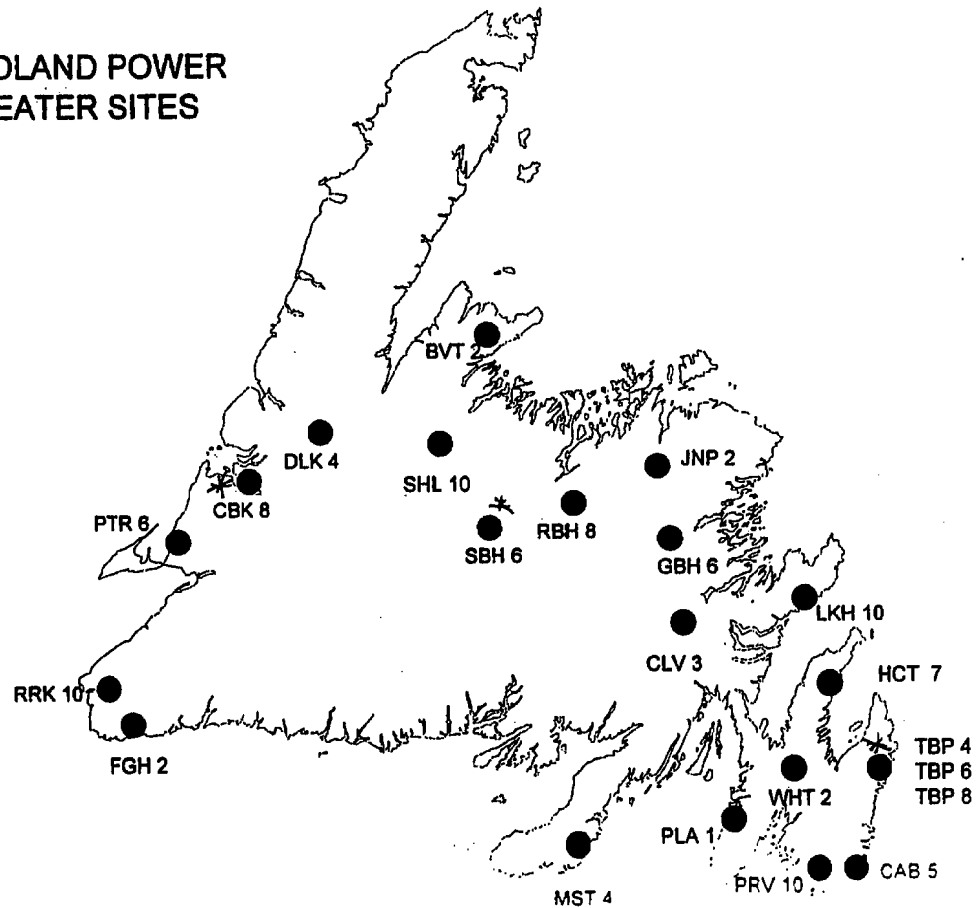 DLAND POWER
EATER SITES
BVT 2
DLK 4
SHL 10
JNP 2
CBK 8
PTR 6
SBH 6
RBH 8
GBH 6
LKH 10
CLV 3
HCT 7
RRK 10
FGH 2
TBP 4
TBP 6
TBP 8
WHT 2
PLA 1
MST 4
PRV 10
CAB 5